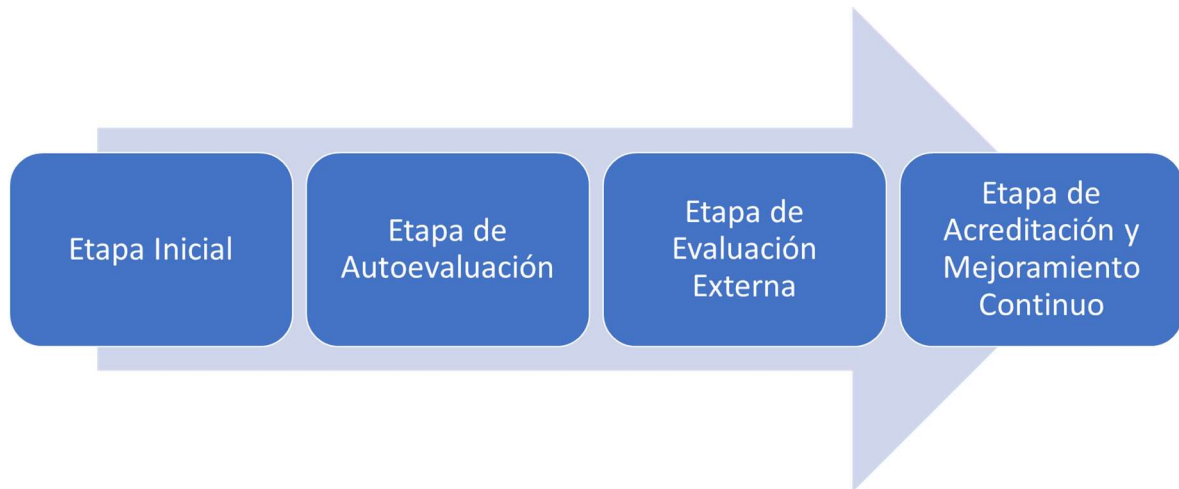 Etapa Inicial
Etapa de
Autoevaluación
Etapa de
Evaluación
Externa
Etapa de
Acreditación y
Mejoramiento
Continuo